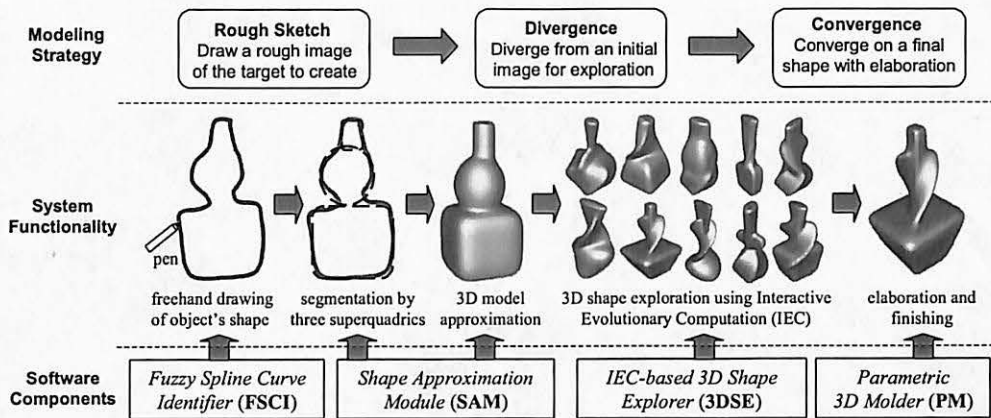 Modeling
Strategy
Rough Sketch
Draw a rough image
of the target to create
Divergence
Diverge from an initial
image for exploration
Convergence
Converge on a final
shape with elaboration
System
Functionality
pen
freehand drawing
of object's shape
segmentation by
three superquadrics
3D model
approximation
3D shape exploration using Interactive
Evolutionary Computation (IEC)
elaboration and
finishing
Software
Components
Fuzzy Spline Curve
Identifier (FSCI)
Shape Approximation
Module (SAM)
IEC-based 3D Shape
Explorer (3DSE)
Parametric
3D Molder (PM)